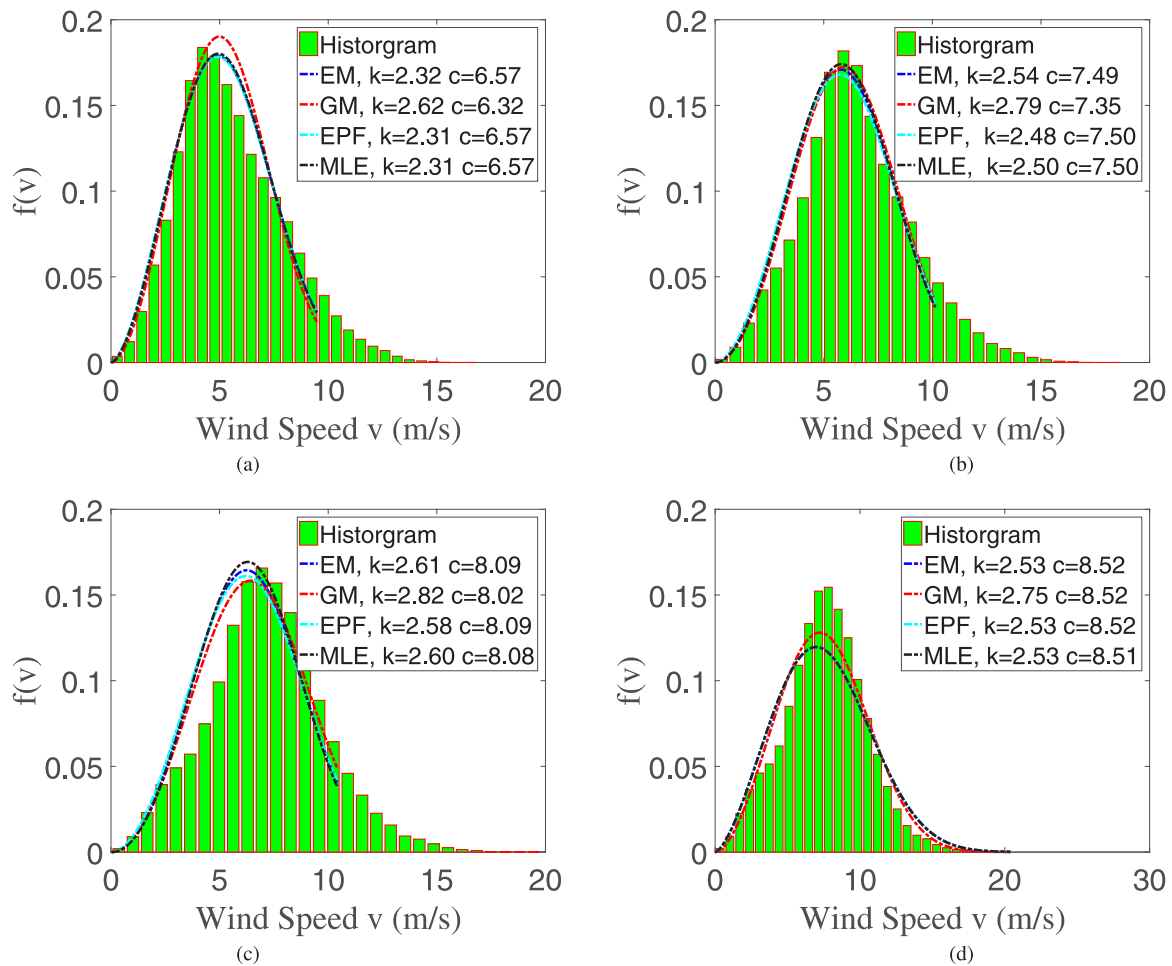 0.2
0.15
0.1
0.05
0
f(v)
Historgram
EM, k=2.32 c=6.57
GM, k=2.62 c=6.32
EPF, k=2.31 c=6.57
MLE, k=2.31 c=6.57
0 5 10 15 20
Wind Speed v (m/s)
(a)
0.2
0.15
0.1
0.05
0
f(v)
Historgram
EM, k=2.54 c=7.49
GM, k=2.79 c=7.35
EPF, k=2.48 c=7.50
MLE, k=2.50 c=7.50
0 5 10 15 20
Wind Speed v (m/s)
(b)
0.2
0.15
0.1
0.05
0
f(v)
Historgram
EM, k=2.61 c=8.09
GM, k=2.82 c=8.02
EPF, k=2.58 c=8.09
MLE, k=2.60 c=8.08
0 5 10 15 20
Wind Speed v (m/s)
(c)
0.2
0.15
0.1
0.05
0
f(v)
Historgram
EM, k=2.53 c=8.52
GM, k=2.75 c=8.52
EPF, k=2.53 c=8.52
MLE, k=2.53 c=8.51
0 10 20 30
Wind Speed v (m/s)
(d)